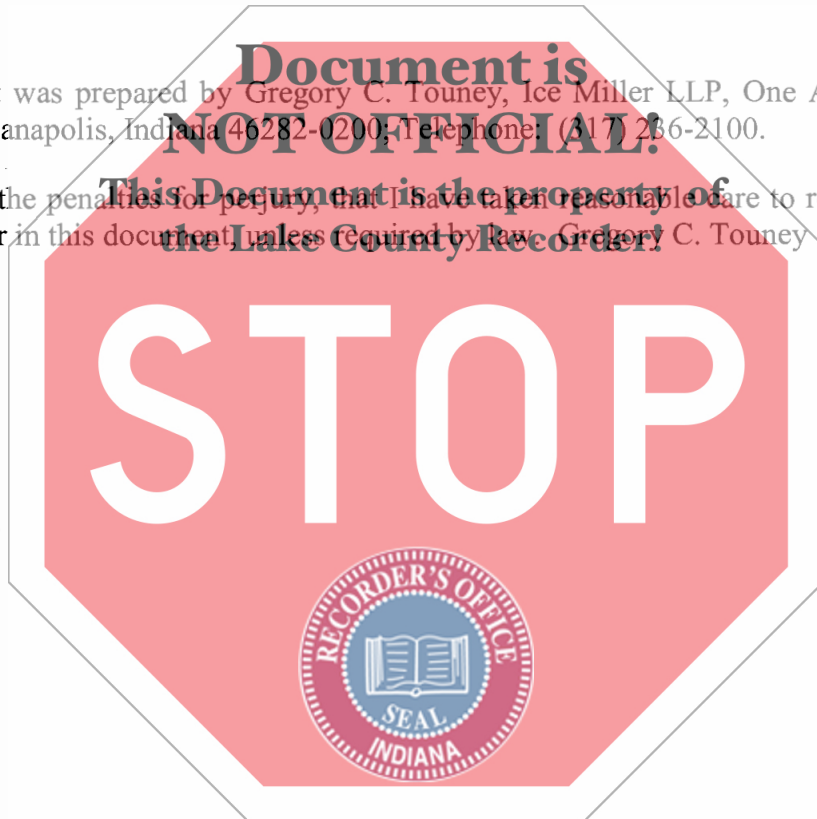 Document is
was prepared by Gregory C. Touney, Ice Miller LLP, One A
NOT OFFICIAL!
anapolis, Indiana 46282-0200; Telephone: (317) 236-2100.
This Document is the property of
the penalties for perjury, that I have taken reasonable care to r
the Lake County Recorder!
r in this document, unless required by law. Gregory C. Touney
STOP
RECORDER'S OFFICE
SEAL
INDIANA